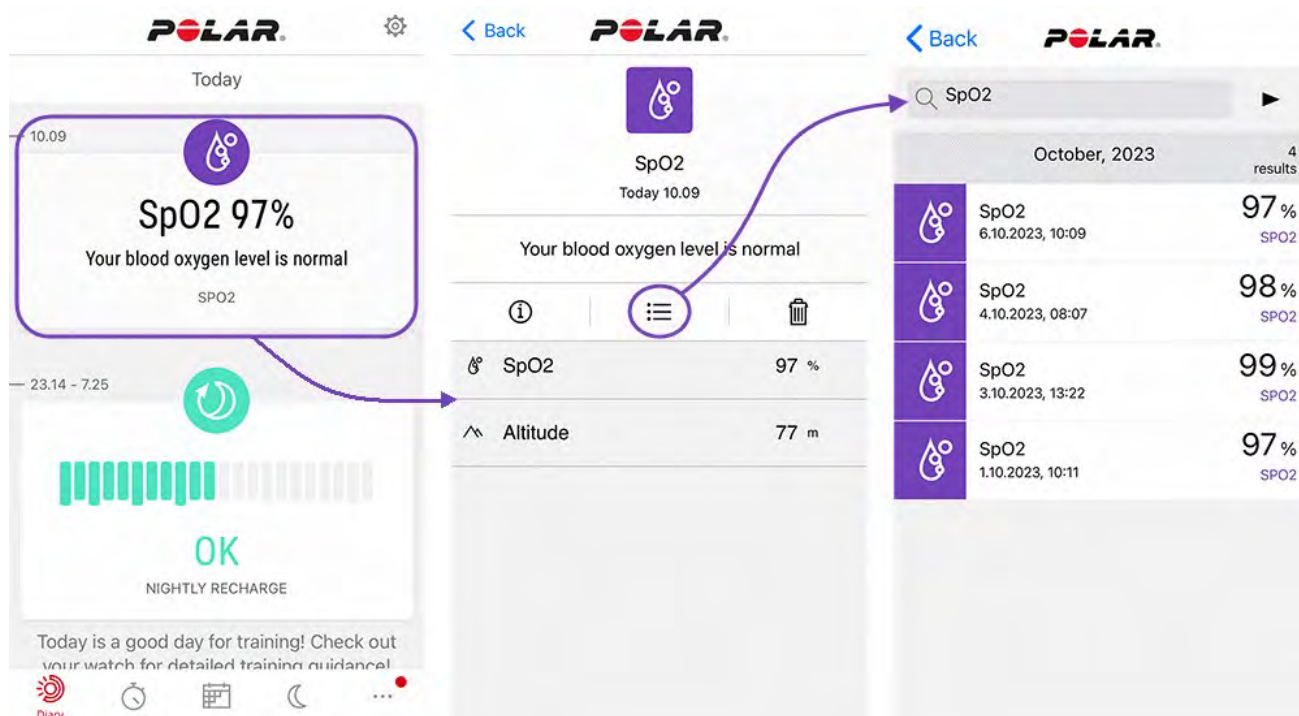 POLAR.
Today
10.09
SpO2 97%
Your blood oxygen level is normal
SPO2
23.14 - 7.25
OK
NIGHTLY RECHARGE
Today is a good day for training! Check out
your watch for detailed training guidance!
Diary
Back
POLAR.
SpO2
Today 10.09
Your blood oxygen level is normal
SpO2 97 %
Altitude 77 m
Back
POLAR.
SpO2
October, 2023 4
results
SpO2 97 %
6.10.2023, 10:09 SPO2
SpO2 98 %
4.10.2023, 08:07 SPO2
SpO2 99 %
3.10.2023, 13:22 SPO2
SpO2 97 %
1.10.2023, 10:11 SPO2